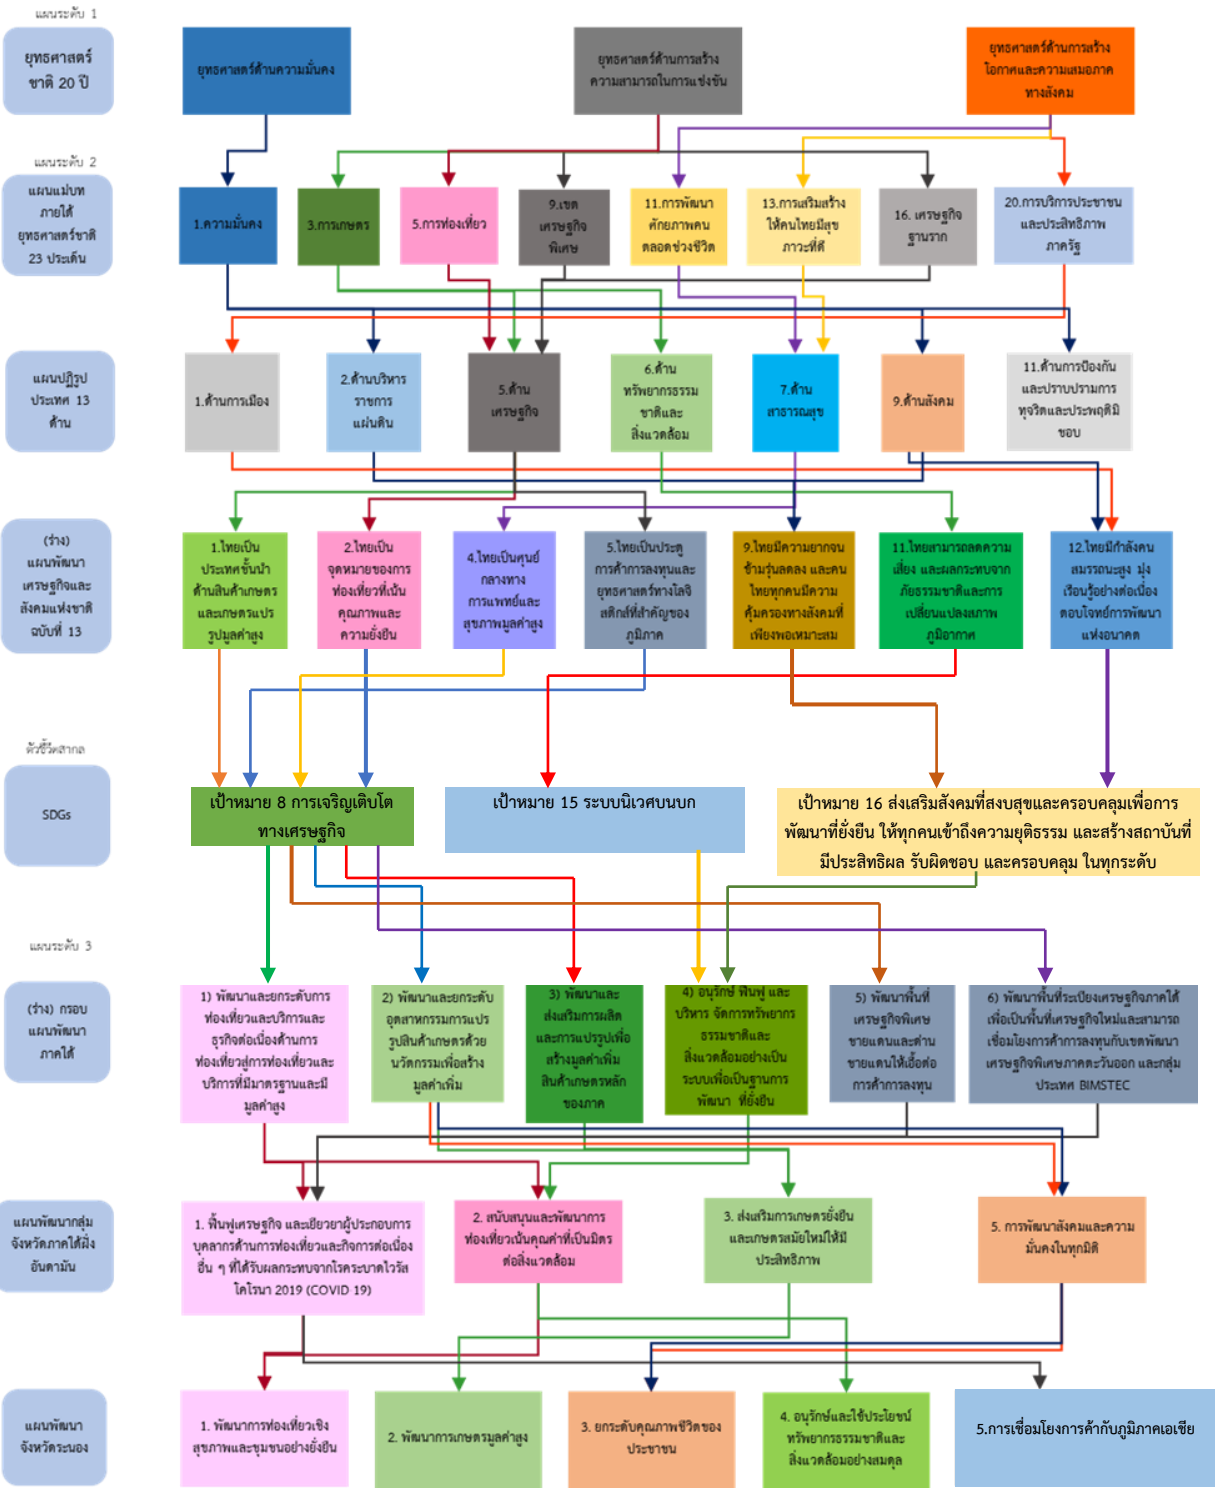 แผนระดับ 1
ยุทธศาสตร์
ชาติ 20 ปี
ยุทธศาสตร์ด้านความมั่นคง
ยุทธศาสตร์ด้านการสร้าง
ความสามารถในการแข่งขัน
ยุทธศาสตร์ด้านการสร้าง
โอกาสและความเสมอภาค
ทางสังคม
แผนระดับ 2
แผนแม่บท
ภายใต้
ยุทธศาสตร์ชาติ
23 ประเด็น
1.ความมั่นคง
3.การเกษตร
5.การท่องเที่ยว
9.เขต
เศรษฐกิจ
พิเศษ
11.การพัฒนา
ศักยภาพคน
ตลอดช่วงชีวิต
13.การเสริมสร้าง
ให้คนไทยมีสุข
ภาวะที่ดี
16. เศรษฐกิจ
ฐานราก
20.การบริการประชาชน
และประสิทธิภาพ
ภาครัฐ
แผนปฏิรูป
ประเทศ 13
ด้าน
1.ด้านการเมือง
2.ด้านบริหาร
ราชการ
แผ่นดิน
5.ด้าน
เศรษฐกิจ
6.ด้าน
ทรัพยากรธรรม
ชาติและ
สิ่งแวดล้อม
7.ด้าน
สาธารณสุข
9.ด้านสังคม
11.ด้านการป้องกัน
และปราบปรามการ
ทุจริตและประพฤติมิ
ชอบ
(ร่าง)
แผนพัฒนา
เศรษฐกิจและ
สังคมแห่งชาติ
ฉบับที่ 13
1.ไทยเป็น
ประเทศชั้นนำ
ด้านสินค้าเกษตร
และเกษตรแปร
รูปมูลค่าสูง
2.ไทยเป็น
จุดหมายของการ
ท่องเที่ยวที่เน้น
คุณภาพและ
ความยั่งยืน
4.ไทยเป็นศูนย์
กลางทาง
การแพทย์และ
สุขภาพมูลค่าสูง
5.ไทยเป็นประตู
การค้าการลงทุนและ
ยุทธศาสตร์ทางโลจิ
สติกส์ที่สำคัญของ
ภูมิภาค
9.ไทยมีความยากจน
ข้ามรุ่นลดลง และคน
ไทยทุกคนมีความ
คุ้มครองทางสังคมที่
เพียงพอเหมาะสม
11.ไทยสามารถลดความ
เสี่ยง และผลกระทบจาก
ภัยธรรมชาติและการ
เปลี่ยนแปลงสภาพ
ภูมิอากาศ
12.ไทยมีกำลังคน
สมรรถนะสูง มุ่ง
เรียนรู้อย่างต่อเนื่อง
ตอบโจทย์การพัฒนา
แห่งอนาคต
ตัวชี้วัดสากล
SDGs
เป้าหมาย 8 การเจริญเติบโต
ทางเศรษฐกิจ
เป้าหมาย 15 ระบบนิเวศบนบก
เป้าหมาย 16 ส่งเสริมสังคมที่สงบสุขและครอบคลุมเพื่อการ
พัฒนาที่ยั่งยืน ให้ทุกคนเข้าถึงความยุติธรรม และสร้างสถาบันที่
มีประสิทธิผล รับผิดชอบ และครอบคลุม ในทุกระดับ
แผนระดับ 3
(ร่าง) กรอบ
แผนพัฒนา
ภาคใต้
1) พัฒนาและยกระดับการ
ท่องเที่ยวและบริการและ
ธุรกิจต่อเนื่องด้านการ
ท่องเที่ยวสู่การท่องเที่ยวและ
บริการที่มีมาตรฐานและมี
มูลค่าสูง
2) พัฒนาและยกระดับ
อุตสาหกรรมการแปร
รูปสินค้าเกษตรด้วย
นวัตกรรมเพื่อสร้าง
มูลค่าเพิ่ม
3) พัฒนาและ
ส่งเสริมการผลิต
และการแปรรูปเพื่อ
สร้างมูลค่าเพิ่ม
สินค้าเกษตรหลัก
ของภาค
4) อนุรักษ์ ฟื้นฟู และ
บริหาร จัดการทรัพยากร
ธรรมชาติและ
สิ่งแวดล้อมอย่างเป็น
ระบบเพื่อเป็นฐานการ
พัฒนา ที่ยั่งยืน
5) พัฒนาพื้นที่
เศรษฐกิจพิเศษ
ชายแดนและด่าน
ชายแดนให้เอื้อต่อ
การค้าการลงทุน
6) พัฒนาพื้นที่ระเบียงเศรษฐกิจภาคใต้
เพื่อเป็นพื้นที่เศรษฐกิจใหม่และสามารถ
เชื่อมโยงการค้าการลงทุนกับเขตพัฒนา
เศรษฐกิจพิเศษภาคตะวันออก และกลุ่ม
ประเทศ BIMSTEC
แผนพัฒนากลุ่ม
จังหวัดภาคใต้ฝั่ง
อันดามัน
1. ฟื้นฟูเศรษฐกิจ และเยียวยาผู้ประกอบการ
บุคลากรด้านการท่องเที่ยวและกิจการต่อเนื่อง
อื่น ๆ ที่ได้รับผลกระทบจากโรคระบาดไวรัส
โคโรนา 2019 (COVID 19)
2. สนับสนุนและพัฒนาการ
ท่องเที่ยวเน้นคุณค่าที่เป็นมิตร
ต่อสิ่งแวดล้อม
3. ส่งเสริมการเกษตรยั่งยืน
และเกษตรสมัยใหม่ให้มี
ประสิทธิภาพ
5. การพัฒนาสังคมและความ
มั่นคงในทุกมิติ
แผนพัฒนา
จังหวัดระนอง
1. พัฒนาการท่องเที่ยวเชิง
สุขภาพและชุมชนอย่างยั่งยืน
2. พัฒนาการเกษตรมูลค่าสูง
3. ยกระดับคุณภาพชีวิตของ
ประชาชน
4. อนุรักษ์และใช้ประโยชน์
ทรัพยากรธรรมชาติและ
สิ่งแวดล้อมอย่างสมดุล
5.การเชื่อมโยงการค้ากับภูมิภาคเอเชีย